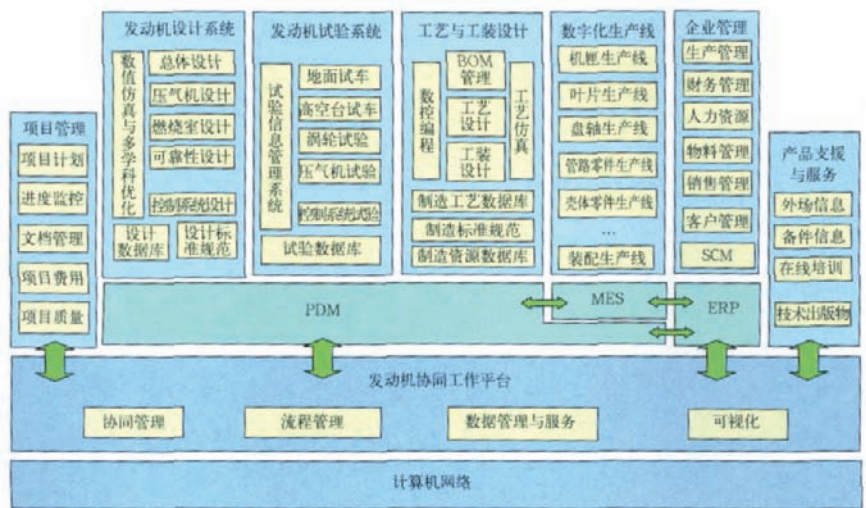 项目管理
项目计划
进度监控
文档管理
项目费用
项目质量
发动机设计系统
数值仿真与多学科优化
总体设计
压气机设计
燃烧室设计
可靠性设计
控制系统设计
设计
数据库
设计标
准规范
发动机试验系统
试验信息管理系统
地面试车
高空台试车
涡轮试验
压气机试验
控制系统试验
试验数据库
工艺与工装设计
数控编程
BOM
管理
工艺
设计
工装
设计
工艺仿真
制造工艺数据库
制造标准规范
制造资源数据库
数字化生产线
机匣生产线
叶片生产线
盘轴生产线
管路零件生产线
壳体零件生产线
...
装配生产线
企业管理
生产管理
财务管理
人力资源
物料管理
销售管理
客户管理
SCM
产品支援
与服务
外场信息
备件信息
在线培训
技术出版物
PDM
MES
ERP
发动机协同工作平台
协同管理
流程管理
数据管理与服务
可视化
计算机网络